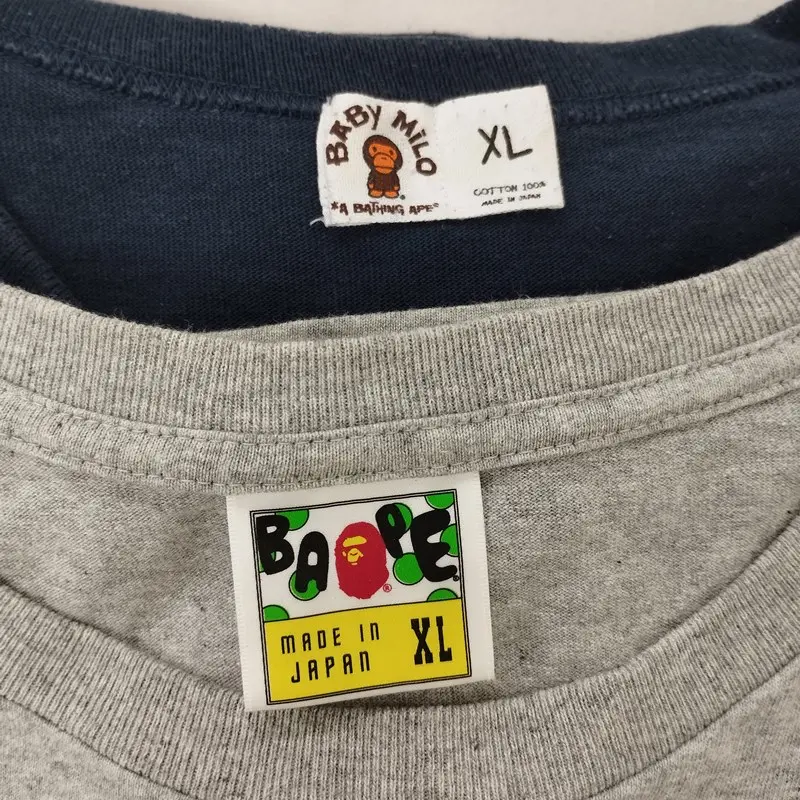 BABY MiLO
®
*A BATHING APE®
XL
COTTON 100%
MADE IN JAPAN
BAPE®
MADE IN
JAPAN
XL